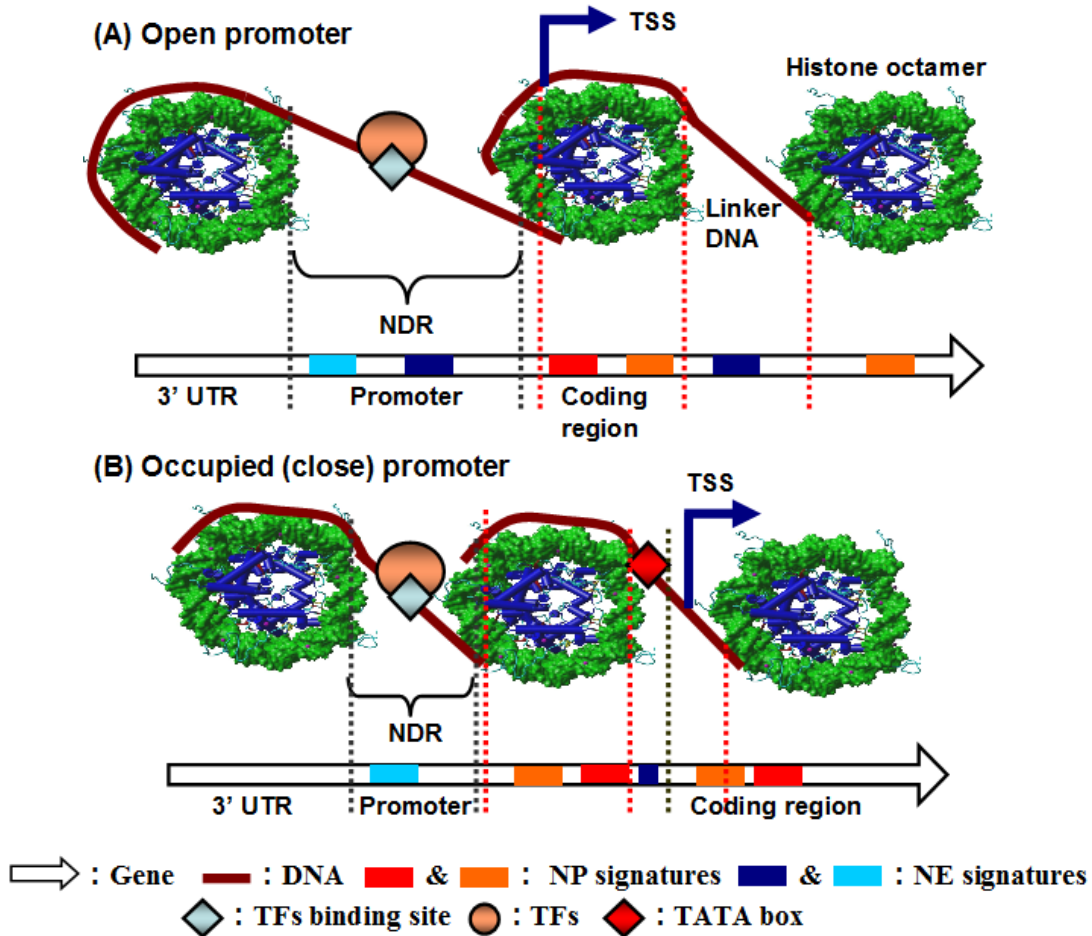 (A) Open promoter
TSS
Histone octamer
Linker
DNA
NDR
3' UTR
Promoter
Coding
region
(B) Occupied (close) promoter
TSS
NDR
3' UTR
Promoter
Coding region
: Gene : DNA & : NP signatures & : NE signatures
: TFs binding site : TFs : TATA box